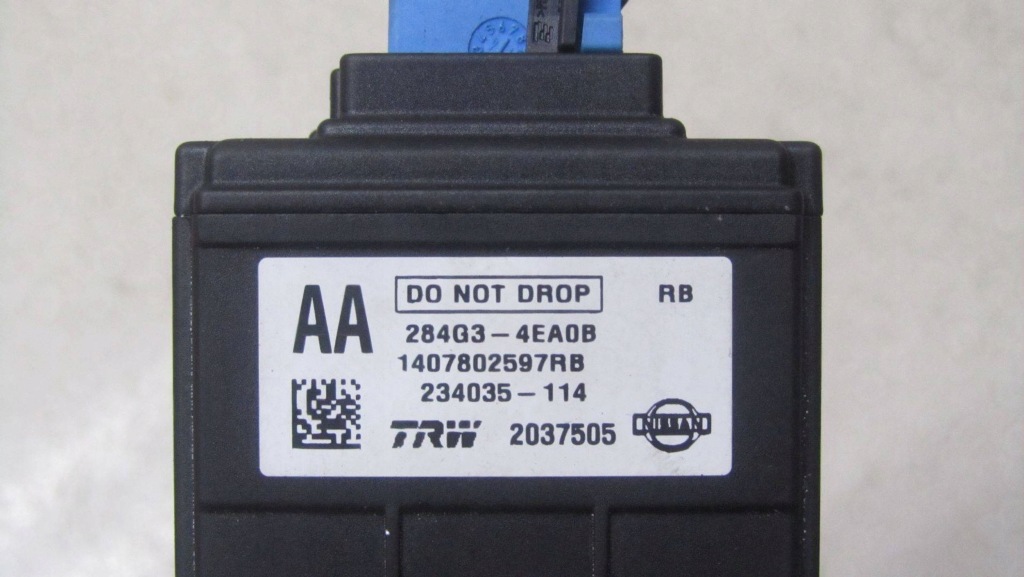 AA
DO NOT DROP
RB
284G3-4EA0B
1407802597RB
234035-114
TRW 2037505 NISSAN